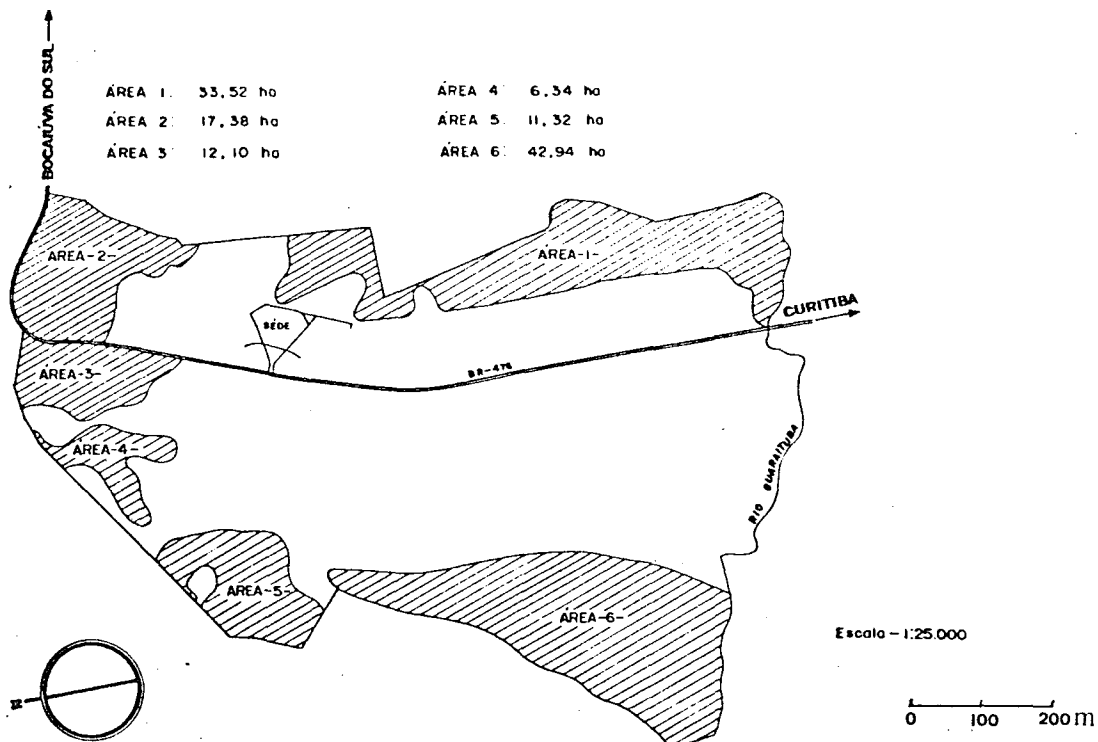 BOCAIÚVA DO SUL
ÁREA 1. 33,52 ha
ÁREA 2: 17,38 ha
ÁREA 3 12,10 ha
ÁREA 4 6,34 ha
ÁREA 5. 11,32 ha
ÁREA 6: 42,94 ha
ÁREA-2-
ÁREA-1-
SÉDE
CURITIBA
BR-476
ÁREA-3-
ÁREA-4-
RIO GUARAITUBA
ÁREA-5-
ÁREA-6-
Escala - 1:25.000
N
0 100 200 m